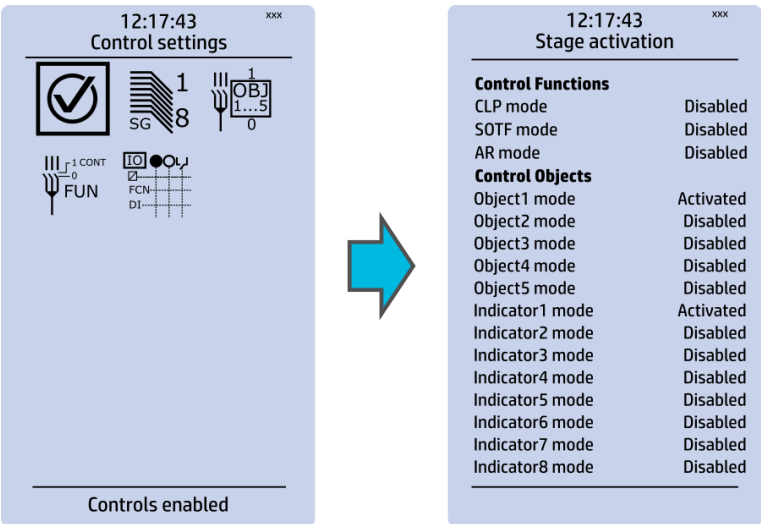 12:17:43 xxx
Control settings
1
SG 8
1
OBJ
1...5
0
1 CONT
0
FUN
IO
FCN
DI
Controls enabled
12:17:43 xxx
Stage activation
Control Functions
CLP mode Disabled
SOTF mode Disabled
AR mode Disabled
Control Objects
Object1 mode Activated
Object2 mode Disabled
Object3 mode Disabled
Object4 mode Disabled
Object5 mode Disabled
Indicator1 mode Activated
Indicator2 mode Disabled
Indicator3 mode Disabled
Indicator4 mode Disabled
Indicator5 mode Disabled
Indicator6 mode Disabled
Indicator7 mode Disabled
Indicator8 mode Disabled